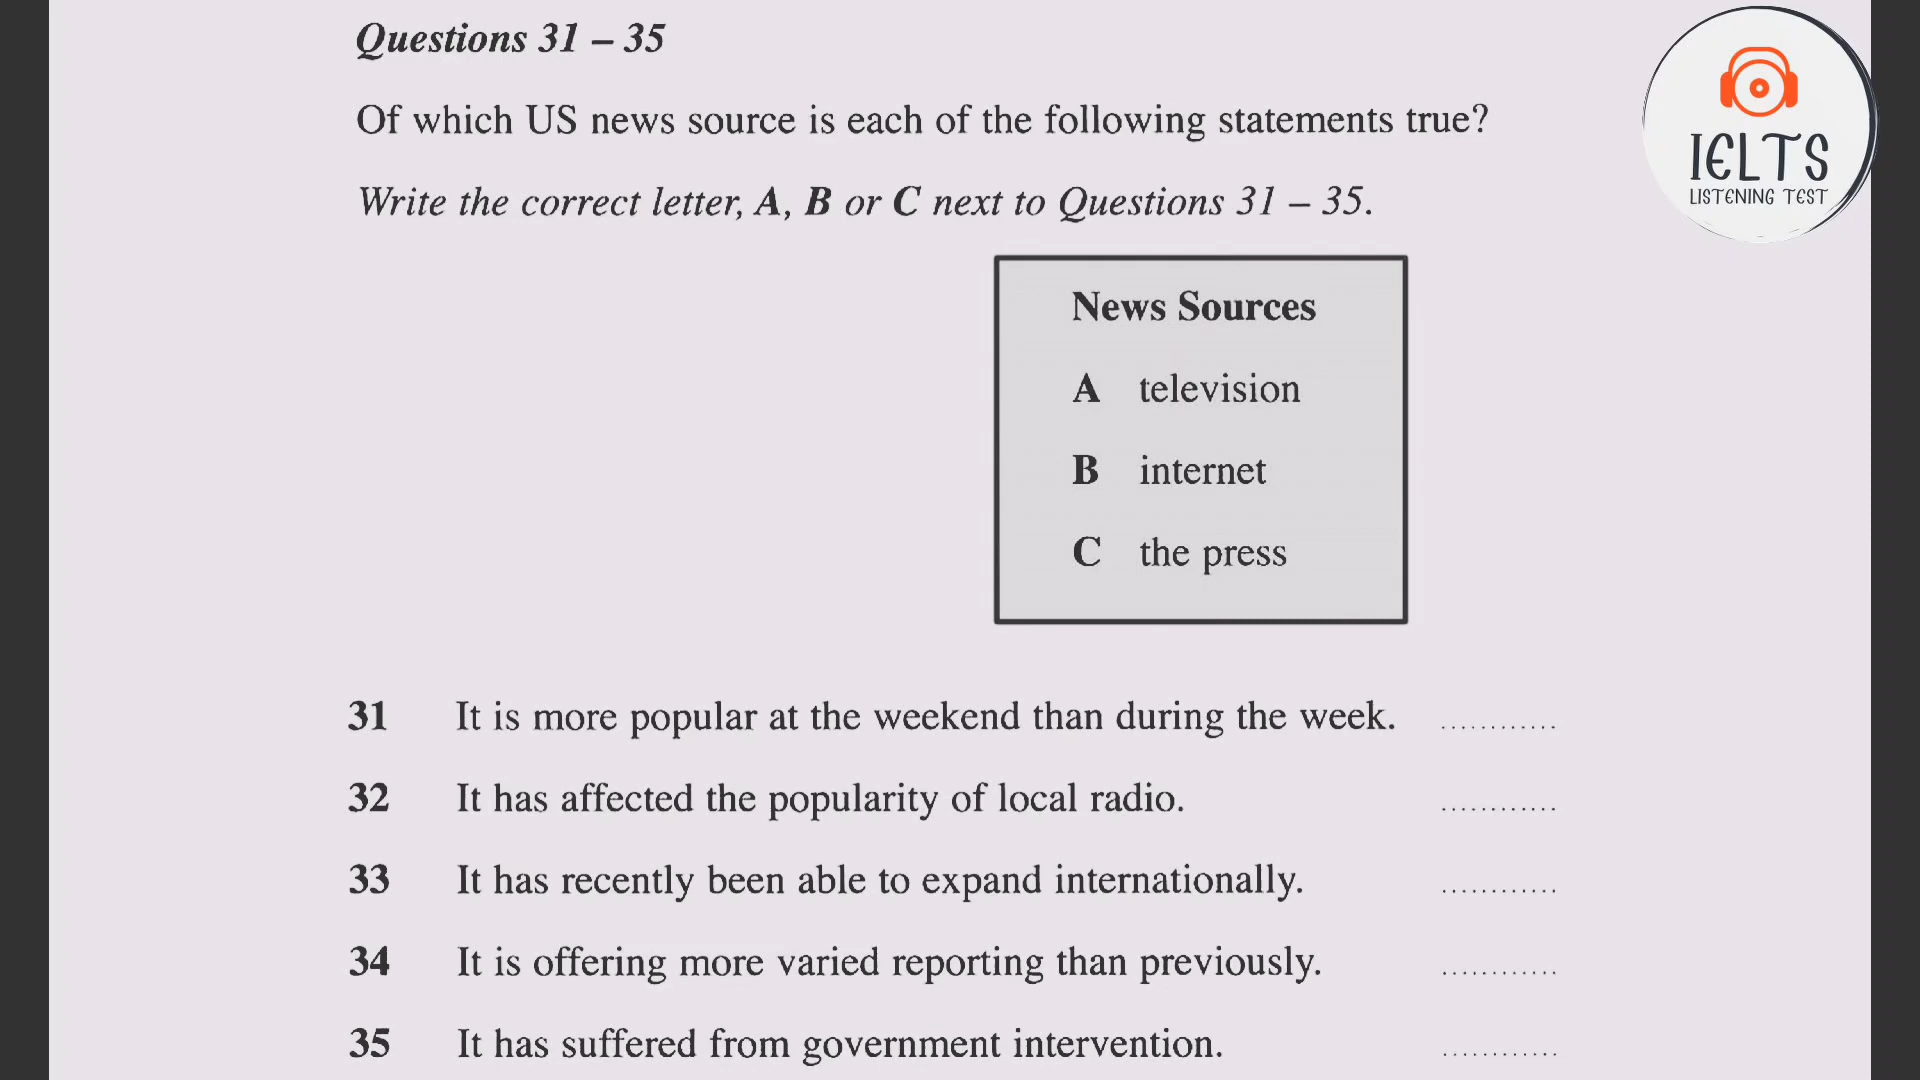 Questions 31 – 35
Of which US news source is each of the following statements true?
Write the correct letter, A, B or C next to Questions 31 – 35.
IELTS
LISTENING TEST
News Sources
A television
B internet
C the press
31 It is more popular at the weekend than during the week. ............
32 It has affected the popularity of local radio. ............
33 It has recently been able to expand internationally. ............
34 It is offering more varied reporting than previously. ............
35 It has suffered from government intervention. ............